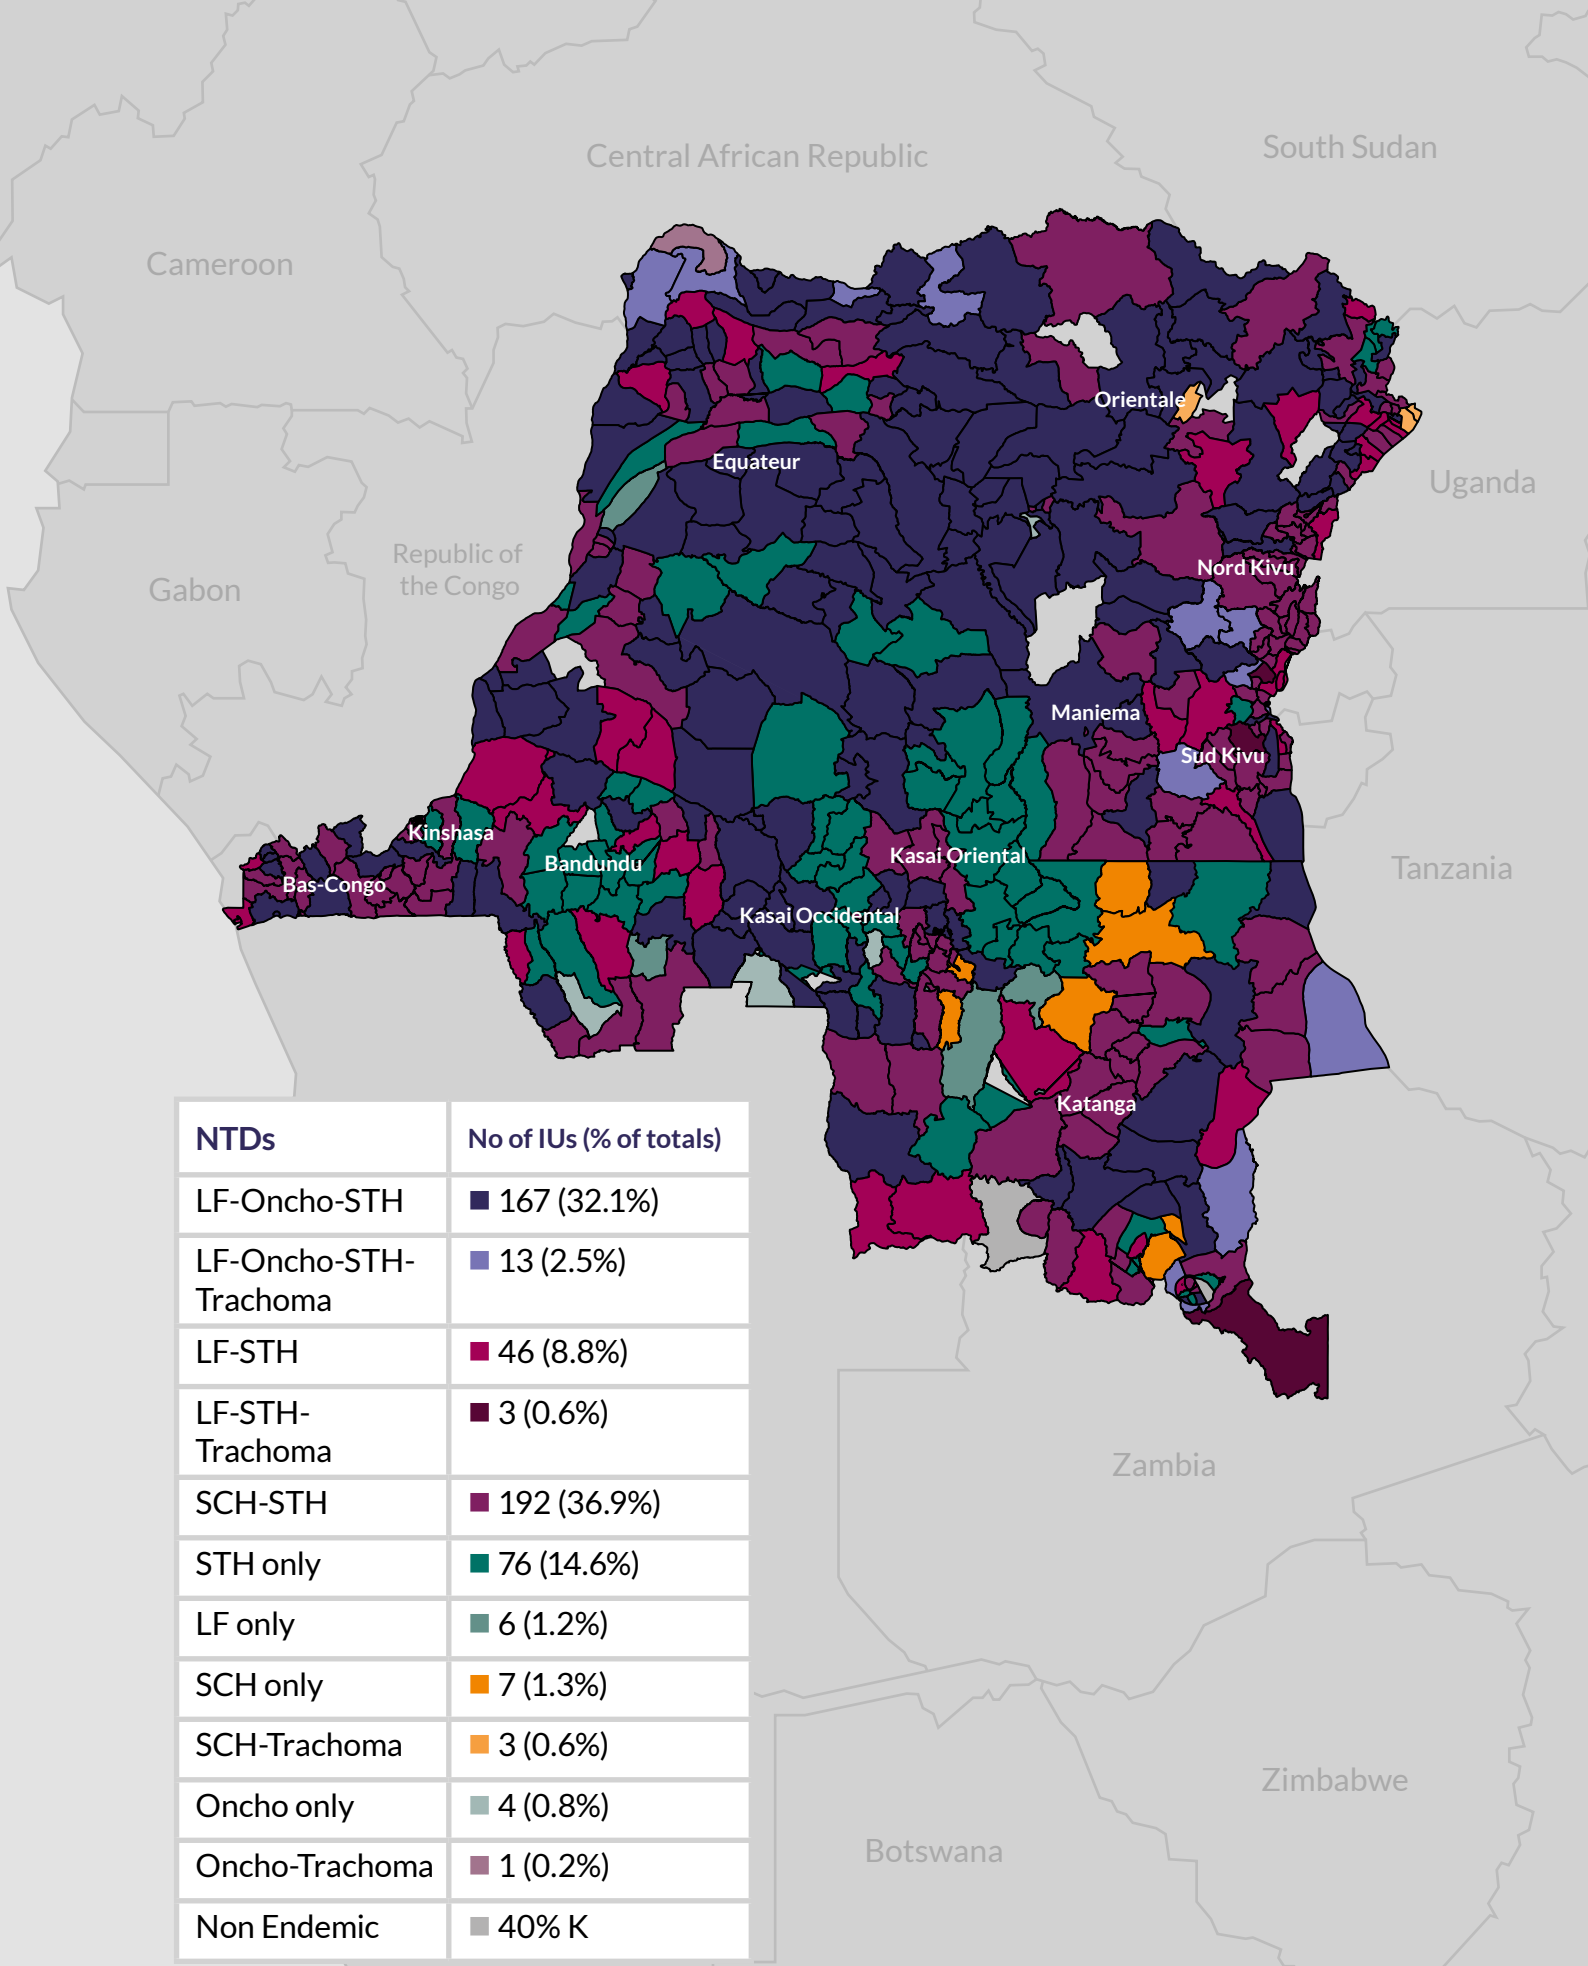 Central African Republic
South Sudan
Cameroon
Orientale
Equateur
Uganda
Republic of
the Congo
Gabon
Nord Kivu
Maniema
Sud Kivu
Kinshasa
Bandundu
Kasai Oriental
Tanzania
Bas-Congo
Kasai Occidental
Katanga
NTDs No of IUs (% of totals)
LF-Oncho-STH 167 (32.1%)
LF-Oncho-STH- 13 (2.5%)
Trachoma
LF-STH 46 (8.8%)
LF-STH- 3 (0.6%)
Trachoma
SCH-STH 192 (36.9%)
STH only 76 (14.6%)
LF only 6 (1.2%)
SCH only 7 (1.3%)
SCH-Trachoma 3 (0.6%)
Oncho only 4 (0.8%)
Oncho-Trachoma 1 (0.2%)
Non Endemic 40% K
Zambia
Zimbabwe
Botswana